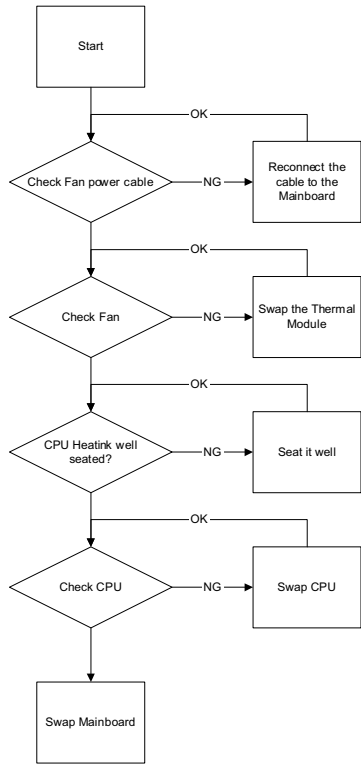 Start
OK
Check Fan power cable
NG
Reconnect the
cable to the
Mainboard
OK
Check Fan
NG
Swap the Thermal
Module
OK
CPU Heatink well
seated?
NG
Seat it well
OK
Check CPU
NG
Swap CPU
Swap Mainboard